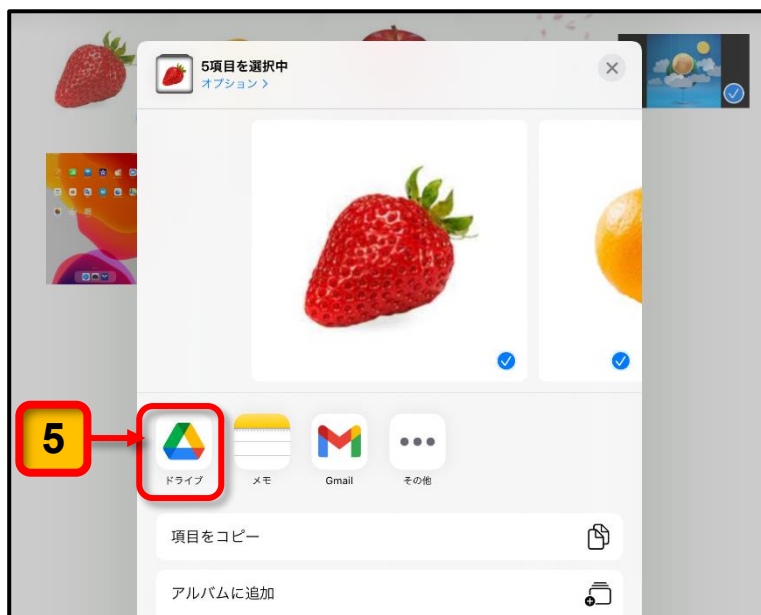 5項目を選択中
オプション >
5
ドライブ
メモ
Gmail
その他
項目をコピー
アルバムに追加